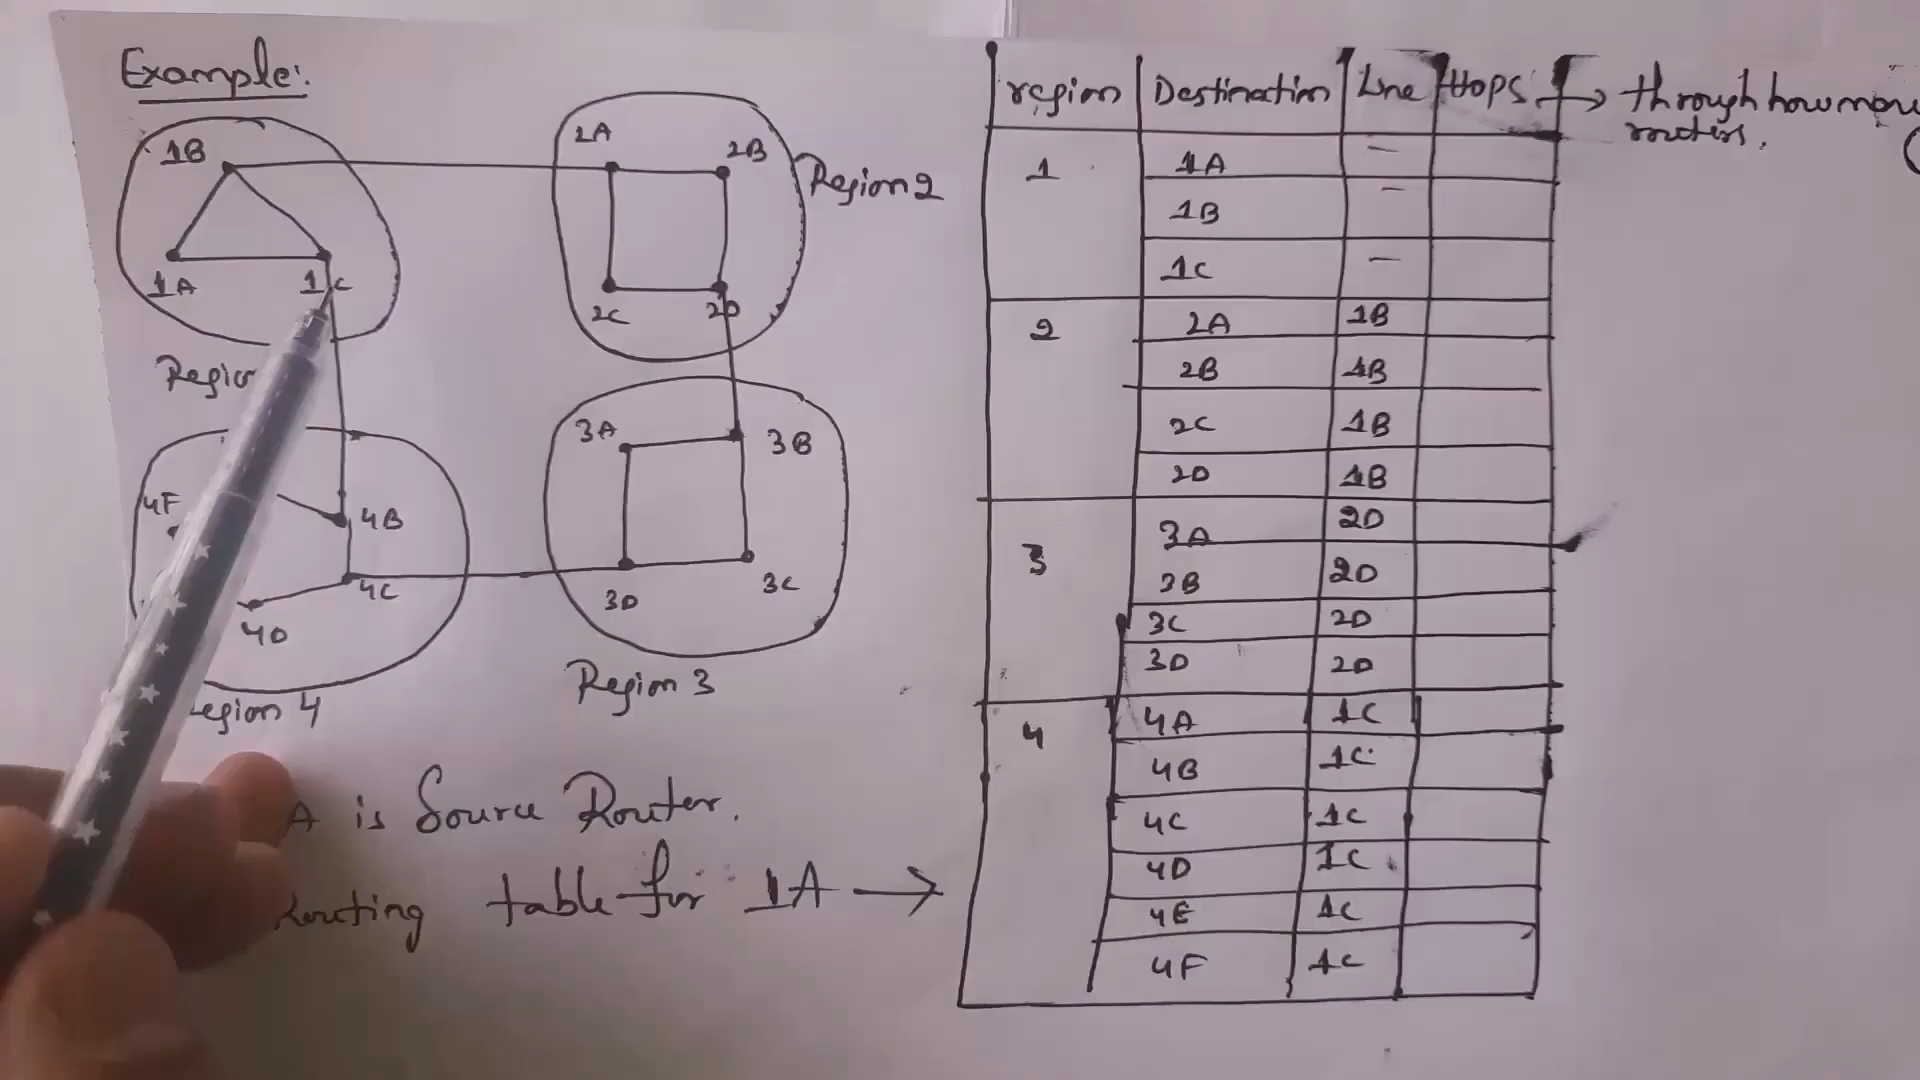 Example:
1B
1A
1C
2A
2B
2C
2D
Region 2
4F
4B
4C
4D
3A
3B
3D
3C
Region 3
A is Source Router.
Routing table for 1A →
region Destination Line Hops → through how
routers.
1 1A —
1B —
1C —
2 2A 1B
2B 1B
2C 1B
2D 1B
3 3A 2D
3B 2D
3C 2D
3D 2D
4 4A 1C
4B 1C
4C 1C
4D 1C
4E 1C
4F 1C